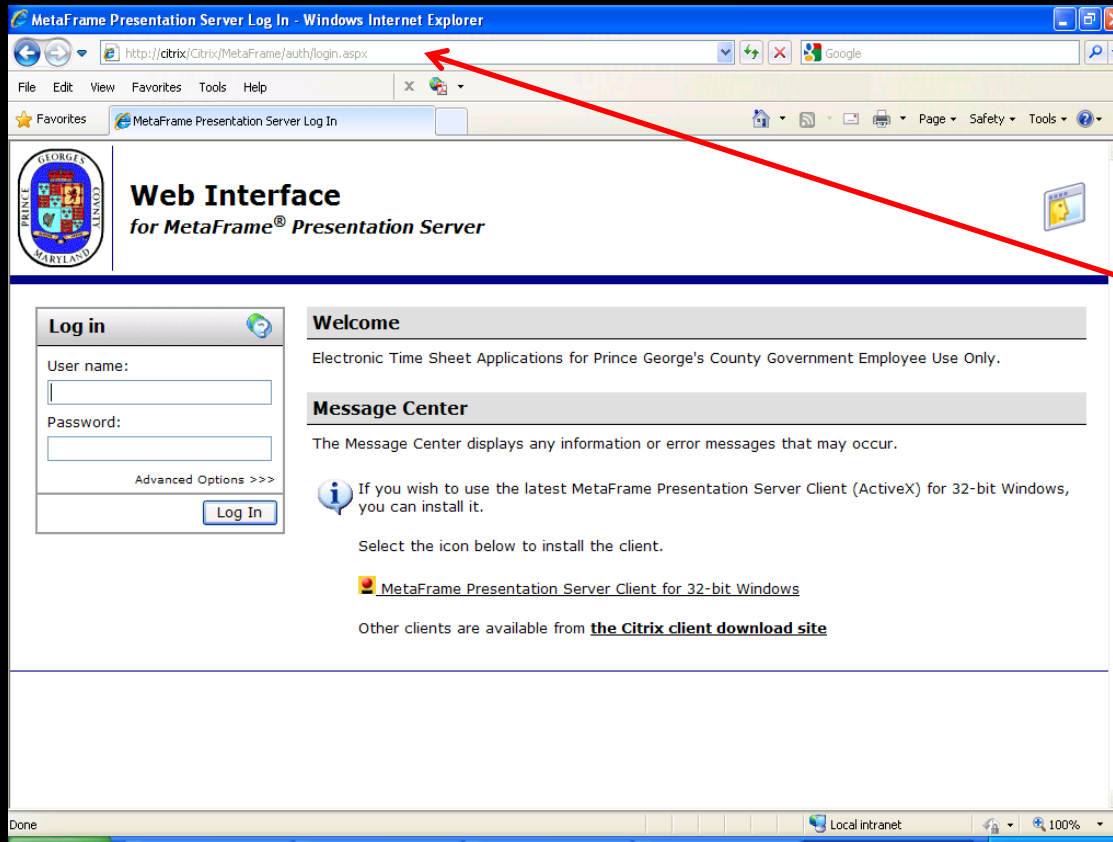 MetaFrame Presentation Server Log In - Windows Internet Explorer
http://citrix/Citrix/MetaFrame/auth/login.aspx
Google
File Edit View Favorites Tools Help
Favorites MetaFrame Presentation Server Log In Page Safety Tools
PRINCE GEORGES COUNTY MARYLAND
Web Interface
for MetaFrame® Presentation Server
Log in
User name:
Password:
Advanced Options >>>
Log In
Welcome
Electronic Time Sheet Applications for Prince George's County Government Employee Use Only.
Message Center
The Message Center displays any information or error messages that may occur.
If you wish to use the latest MetaFrame Presentation Server Client (ActiveX) for 32-bit Windows,
you can install it.
Select the icon below to install the client.
MetaFrame Presentation Server Client for 32-bit Windows
Other clients are available from the Citrix client download site
Done Local intranet 100%